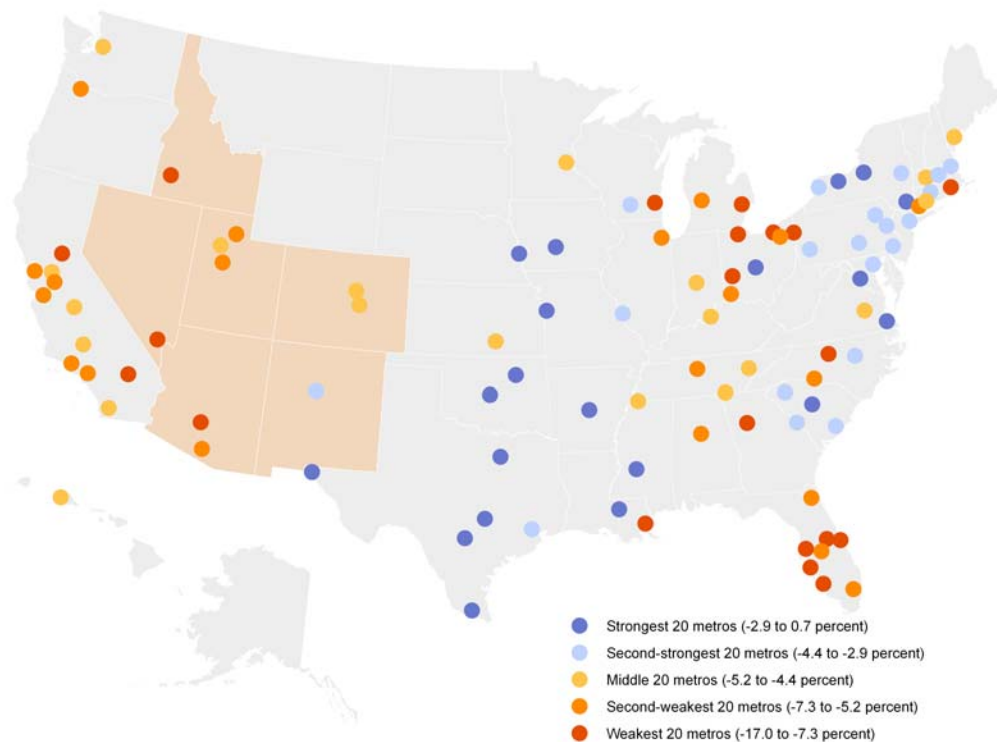 Strongest 20 metros (-2.9 to 0.7 percent)
Second-strongest 20 metros (-4.4 to -2.9 percent)
Middle 20 metros (-5.2 to -4.4 percent)
Second-weakest 20 metros (-7.3 to -5.2 percent)
Weakest 20 metros (-17.0 to -7.3 percent)